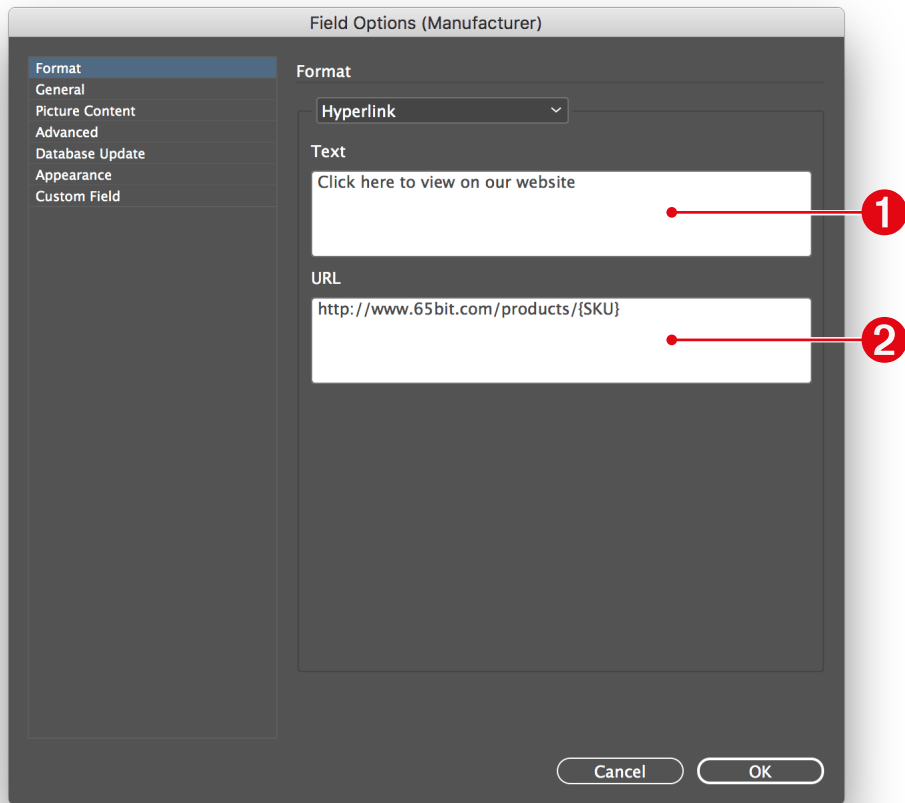 Field Options (Manufacturer)
Format
General
Picture Content
Advanced
Database Update
Appearance
Custom Field
Format
Hyperlink
Text
Click here to view on our website
1
URL
http://www.65bit.com/products/{SKU}
2
Cancel
OK